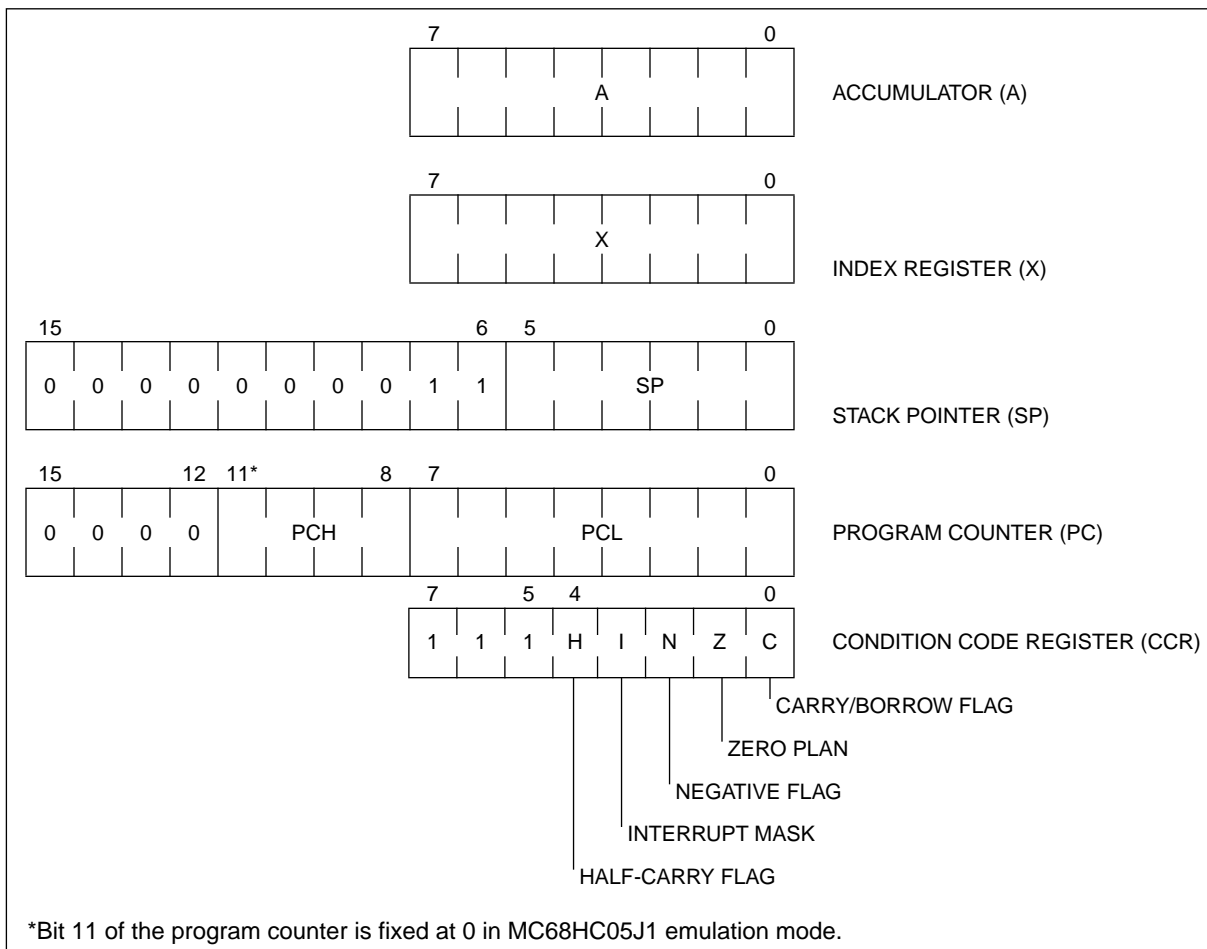 7 0
A ACCUMULATOR (A)
7 0
X
INDEX REGISTER (X)
15 6 5 0
0 0 0 0 0 0 0 0 1 1 SP
STACK POINTER (SP)
15 12 11* 8 7 0
0 0 0 0 PCH PCL PROGRAM COUNTER (PC)
7 5 4 0
1 1 1 H I N Z C CONDITION CODE REGISTER (CCR)
CARRY/BORROW FLAG
ZERO PLAN
NEGATIVE FLAG
INTERRUPT MASK
HALF-CARRY FLAG
*Bit 11 of the program counter is fixed at 0 in MC68HC05J1 emulation mode.